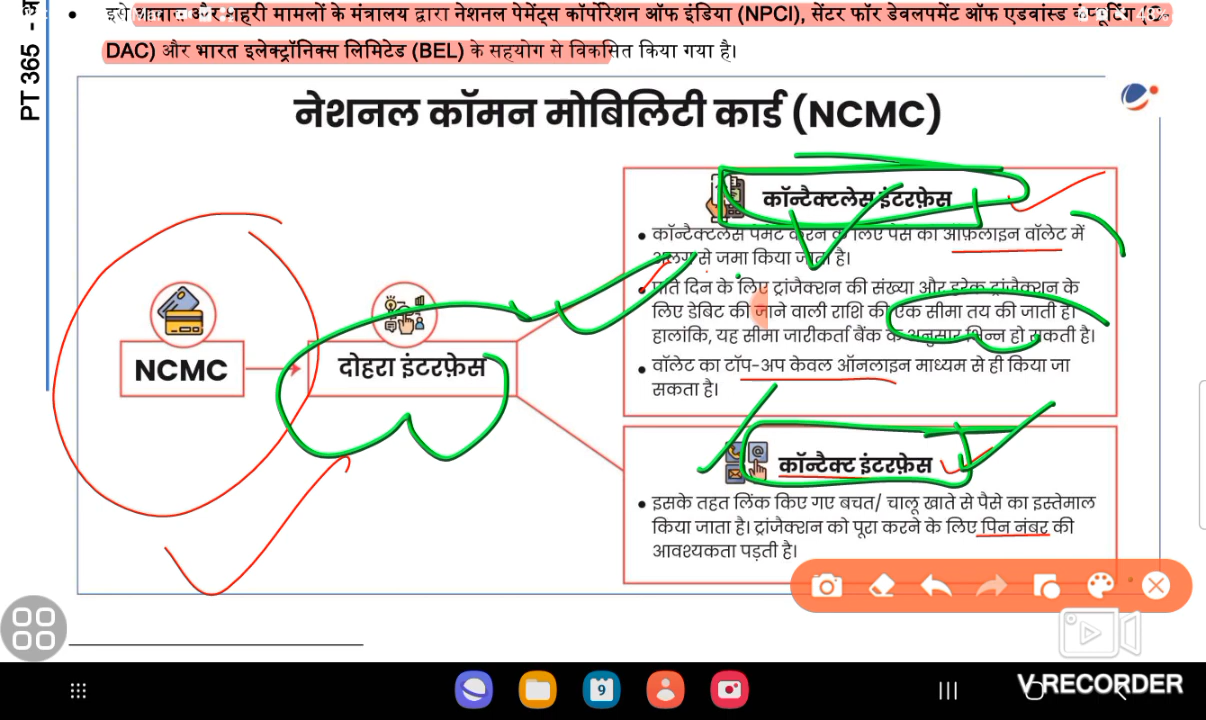 PT 365 -
इसे आवासन और शहरी मामलों के मंत्रालय द्वारा नेशनल पेमेंट्स कॉर्पोरेशन ऑफ इंडिया (NPCI), सेंटर फॉर डेवलपमेंट ऑफ एडवांस्ड कंप्यूटिंग (C-
DAC) और भारत इलेक्ट्रॉनिक्स लिमिटेड (BEL) के सहयोग से विकसित किया गया है।
नेशनल कॉमन मोबिलिटी कार्ड (NCMC)
NCMC
दोहरा इंटरफ़ेस
कॉन्टैक्टलेस इंटरफ़ेस
कॉन्टैक्टलेस पेमेंट करने के लिए पैसे को ऑफ़लाइन वॉलेट में
अलग से जमा किया जाता है।
प्रति दिन के लिए ट्रांजैक्शन की संख्या और हरेक ट्रांजैक्शन के
लिए डेबिट की जाने वाली राशि की एक सीमा तय की जाती है।
हालांकि, यह सीमा जारीकर्ता बैंक के अनुसार भिन्न हो सकती है।
वॉलेट का टॉप-अप केवल ऑनलाइन माध्यम से ही किया जा
सकता है।
कॉन्टैक्ट इंटरफ़ेस
इसके तहत लिंक किए गए बचत/ चालू खाते से पैसे का इस्तेमाल
किया जाता है। ट्रांजैक्शन को पूरा करने के लिए पिन नंबर की
आवश्यकता पड़ती है।
9
V RECORDER